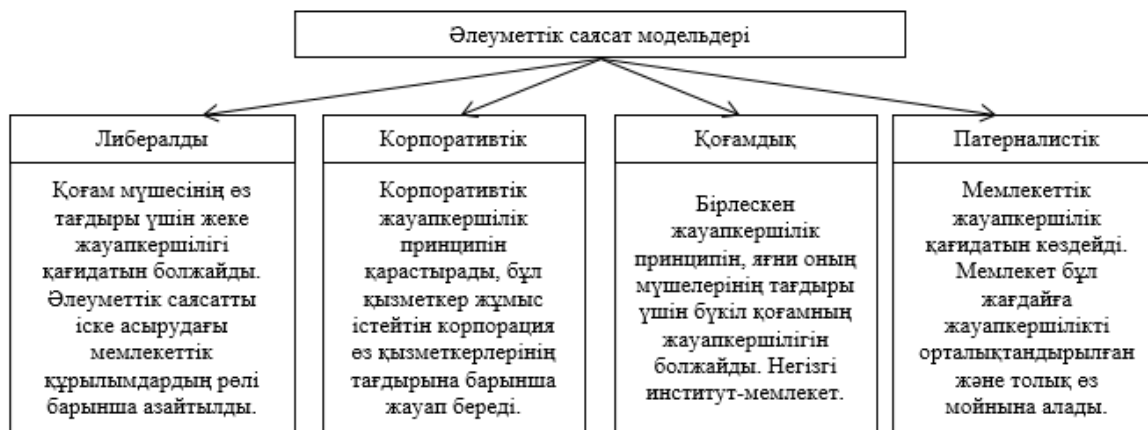 Әлеуметтік саясат модельдері
Либералды
Қоғам мүшесінің өз
тағдыры үшін жеке
жауапкершілігі
қағидатын болжайды.
Әлеуметтік саясатты
іске асырудағы
мемлекеттік
құрылымдардың рөлі
барынша азайтылды.
Корпоративтік
Корпоративтік
жауапкершілік
принципін
қарастырады, бұл
қызметкер жұмыс
істейтін корпорация
өз қызметкерлерінің
тағдырына барынша
жауап береді.
Қоғамдық
Бірлескен
жауапкершілік
принципін, яғни оның
мүшелерінің тағдыры
үшін бүкіл қоғамның
жауапкершілігін
болжайды. Негізгі
институт-мемлекет.
Патерналистік
Мемлекеттік
жауапкершілік
қағидатын көздейді.
Мемлекет бұл
жағдайға
жауапкершілікті
орталықтандырылған
және толық өз
мойнына алады.